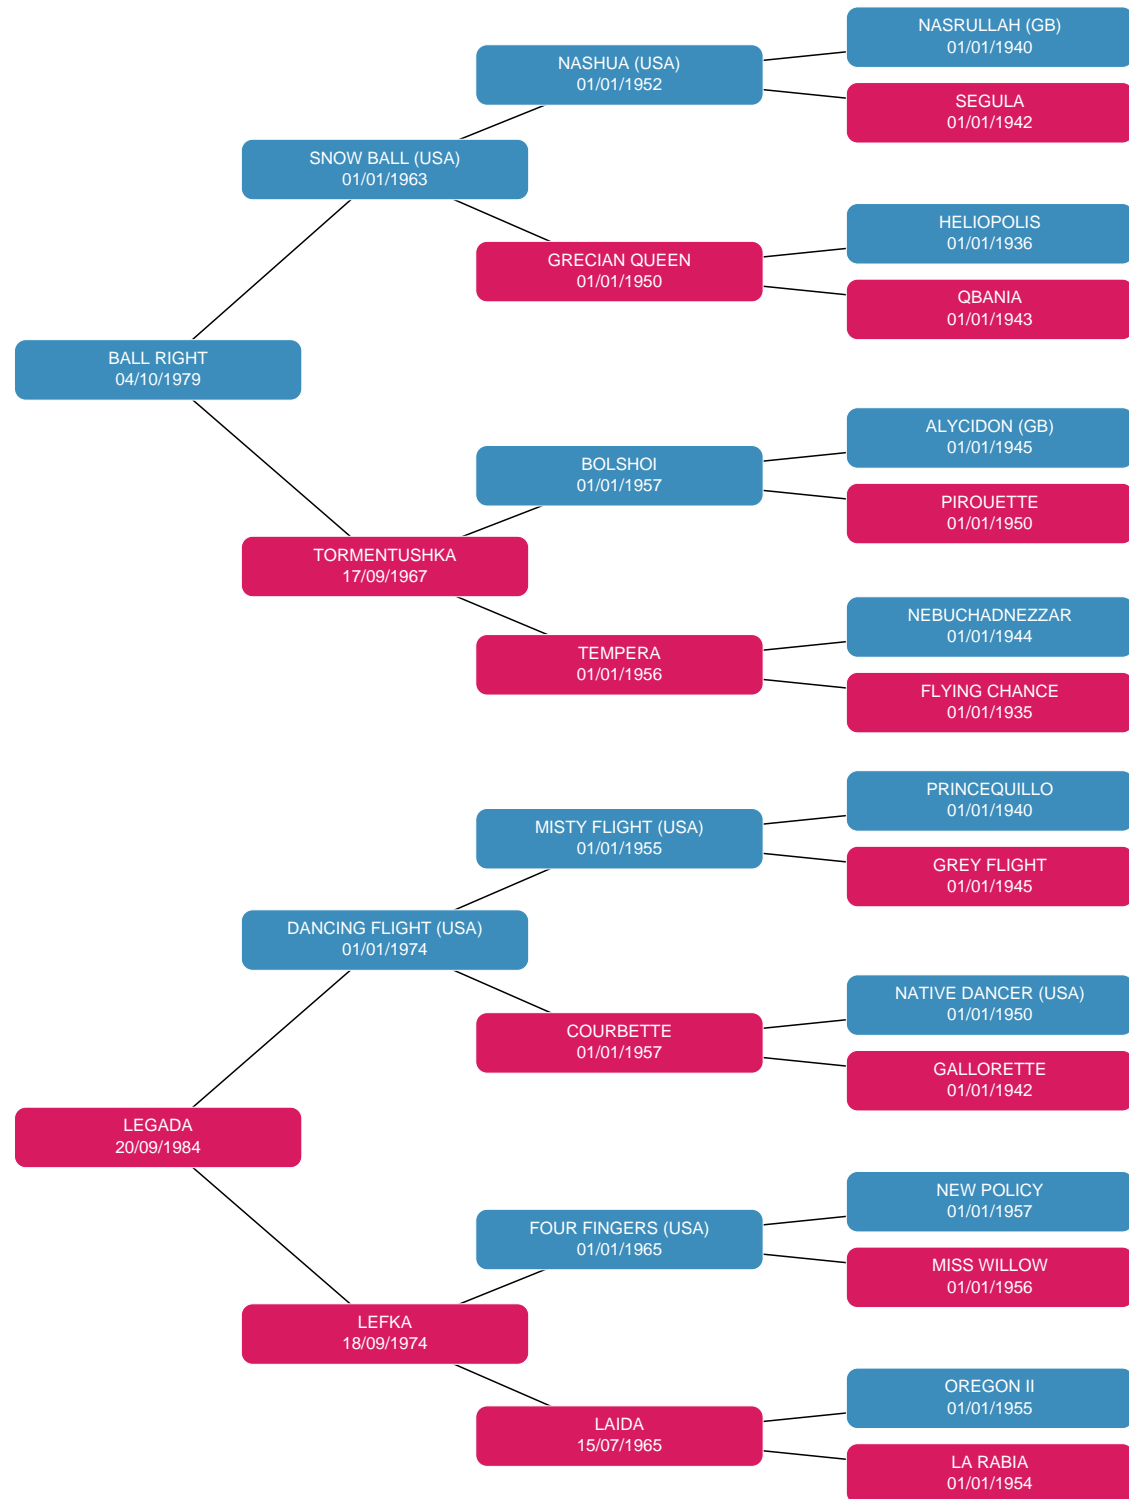 NASRULLAH (GB)
01/01/1940
NASHUA (USA)
01/01/1952
SEGULA
01/01/1942
SNOW BALL (USA)
01/01/1963
HELIOPOLIS
01/01/1936
GRECIAN QUEEN
01/01/1950
QBANIA
01/01/1943
BALL RIGHT
04/10/1979
ALYCIDON (GB)
01/01/1945
BOLSHOI
01/01/1957
PIROUETTE
01/01/1950
TORMENTUSHKA
17/09/1967
NEBUCHADNEZZAR
01/01/1944
TEMPERA
01/01/1956
FLYING CHANCE
01/01/1935
PRINCEQUILLO
01/01/1940
MISTY FLIGHT (USA)
01/01/1955
GREY FLIGHT
01/01/1945
DANCING FLIGHT (USA)
01/01/1974
NATIVE DANCER (USA)
01/01/1950
COURBETTE
01/01/1957
GALLORETTE
01/01/1942
LEGADA
20/09/1984
NEW POLICY
01/01/1957
FOUR FINGERS (USA)
01/01/1965
MISS WILLOW
01/01/1956
LEFKA
18/09/1974
OREGON II
01/01/1955
LAIDA
15/07/1965
LA RABIA
01/01/1954